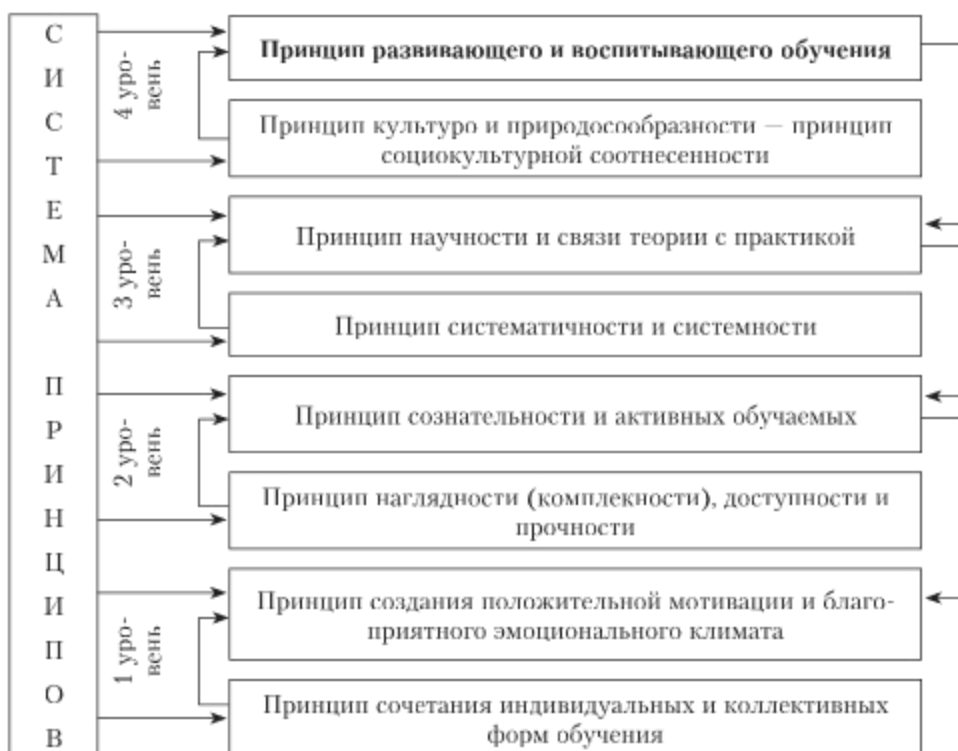 СИСТЕМА ПРИНЦИПОВ
4 уро-
вень
Принцип развивающего и воспитывающего обучения
Принцип культуро и природосообразности — принцип
социокультурной соотнесенности
3 уро-
вень
Принцип научности и связи теории с практикой
Принцип систематичности и системности
2 уро-
вень
Принцип сознательности и активных обучаемых
Принцип наглядности (комплекности), доступности и
прочности
1 уро-
вень
Принцип создания положительной мотивации и благо-
приятного эмоционального климата
Принцип сочетания индивидуальных и коллективных
форм обучения